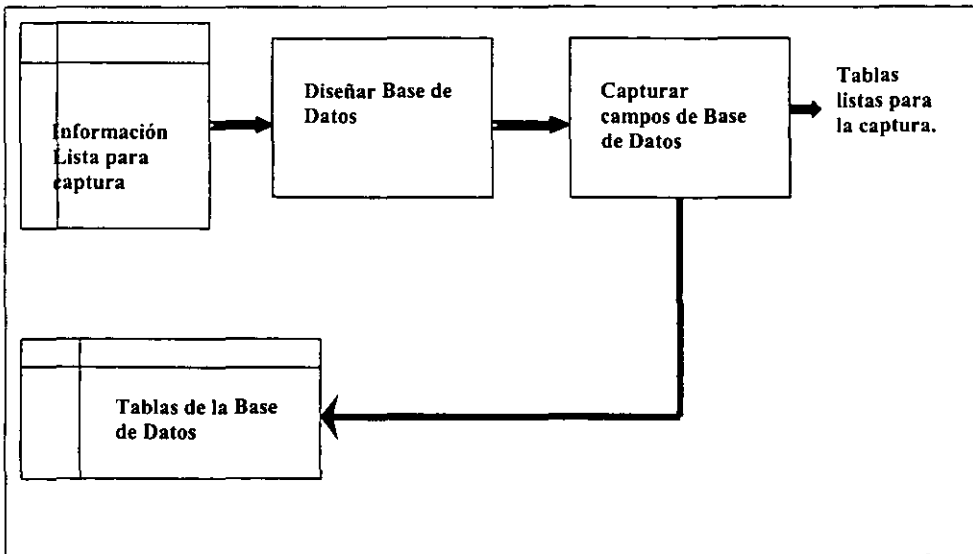 Información
Lista para
captura
Diseñar Base de
Datos
Capturar
campos de Base
de Datos
Tablas
listas para
la captura.
Tablas de la Base
de Datos